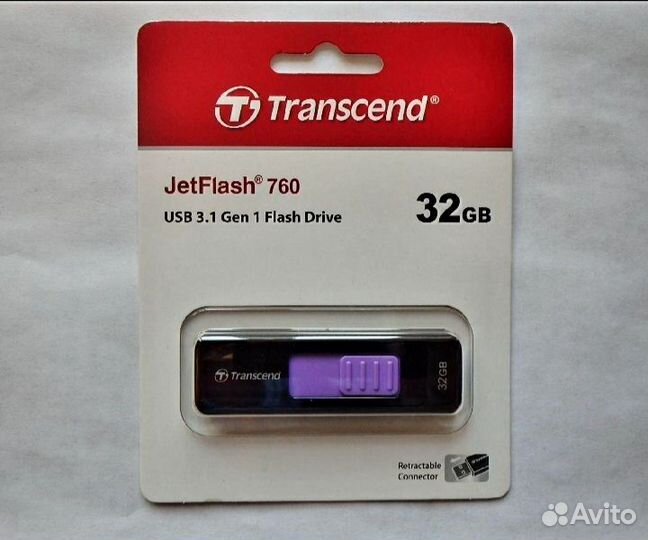 Transcend®
JetFlash® 760
USB 3.1 Gen 1 Flash Drive
32GB
Transcend
32GB
Retractable
Connector
Avito